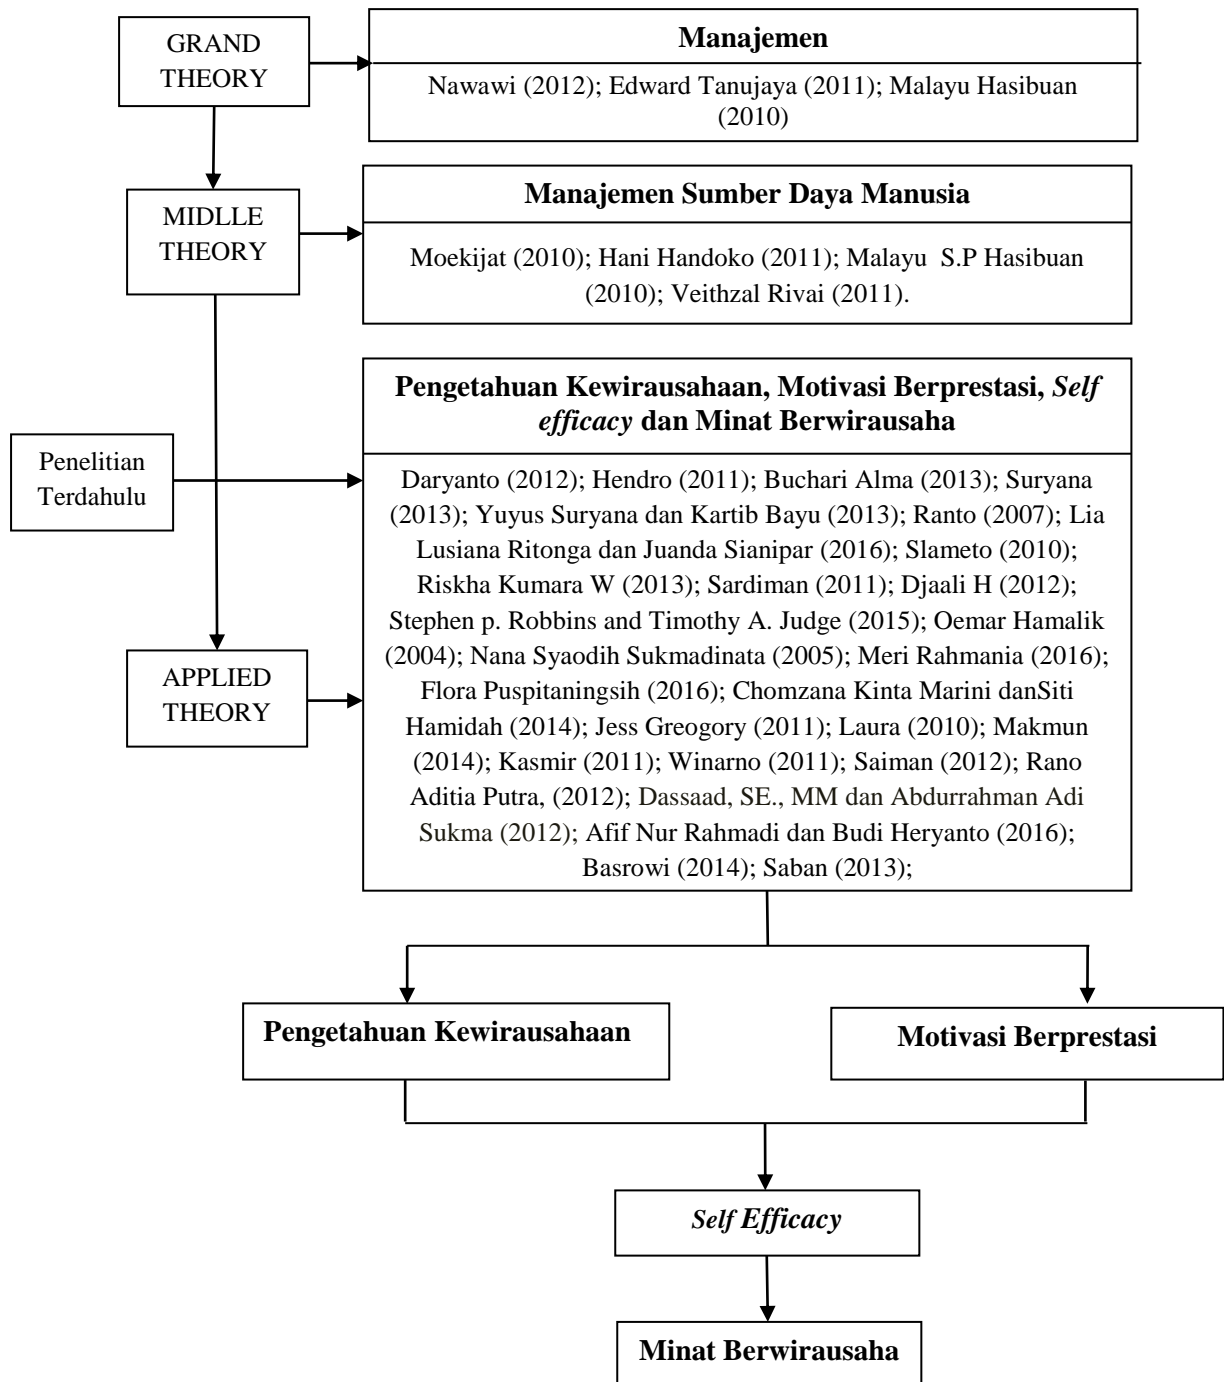 GRAND
THEORY
Manajemen
Nawawi (2012); Edward Tanujaya (2011); Malayu Hasibuan
(2010)
MIDLLE
THEORY
Manajemen Sumber Daya Manusia
Moekijat (2010); Hani Handoko (2011); Malayu S.P Hasibuan
(2010); Veithzal Rivai (2011).
Pengetahuan Kewirausahaan, Motivasi Berprestasi, Self
efficacy dan Minat Berwirausaha
Penelitian
Terdahulu
Daryanto (2012); Hendro (2011); Buchari Alma (2013); Suryana
(2013); Yuyus Suryana dan Kartib Bayu (2013); Ranto (2007); Lia
Lusiana Ritonga dan Juanda Sianipar (2016); Slameto (2010);
Riskha Kumara W (2013); Sardiman (2011); Djaali H (2012);
Stephen p. Robbins and Timothy A. Judge (2015); Oemar Hamalik
(2004); Nana Syaodih Sukmadinata (2005); Meri Rahmania (2016);
Flora Puspitaningsih (2016); Chomzana Kinta Marini danSiti
Hamidah (2014); Jess Greogory (2011); Laura (2010); Makmun
(2014); Kasmir (2011); Winarno (2011); Saiman (2012); Rano
Aditia Putra, (2012); Dassaad, SE., MM dan Abdurrahman Adi
Sukma (2012); Afif Nur Rahmadi dan Budi Heryanto (2016);
Basrowi (2014); Saban (2013);
APPLIED
THEORY
Pengetahuan Kewirausahaan
Motivasi Berprestasi
Self Efficacy
Minat Berwirausaha